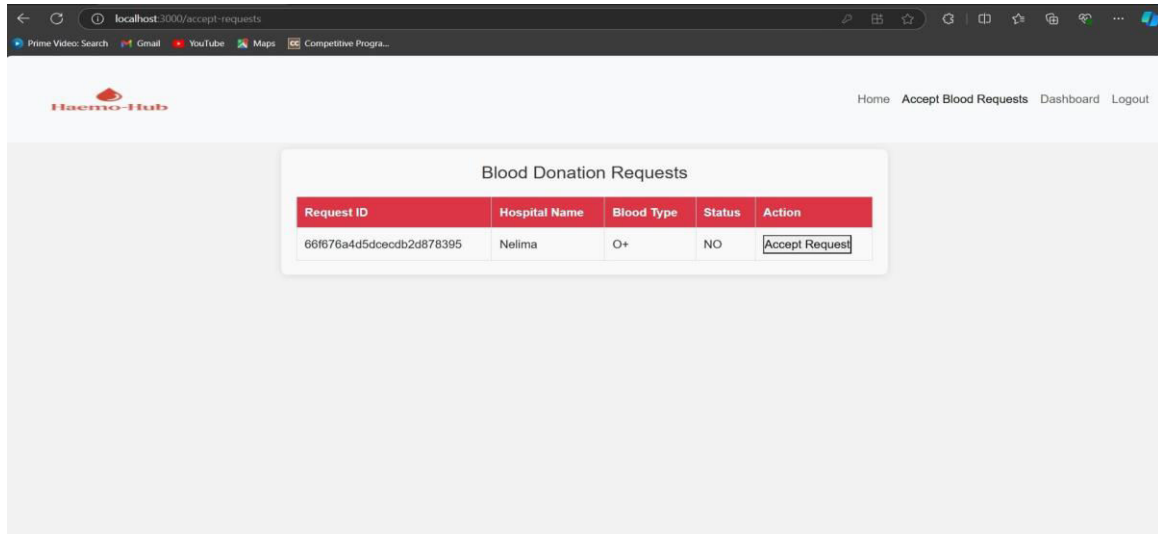 localhost:3000/accept-requests
Prime Video: Search Gmail YouTube Maps CC Competitive Progra...
Haemo-Hub
Home Accept Blood Requests Dashboard Logout
Blood Donation Requests
Request ID Hospital Name Blood Type Status Action
66f676a4d5dcecdb2d878395 Nelima O+ NO Accept Request